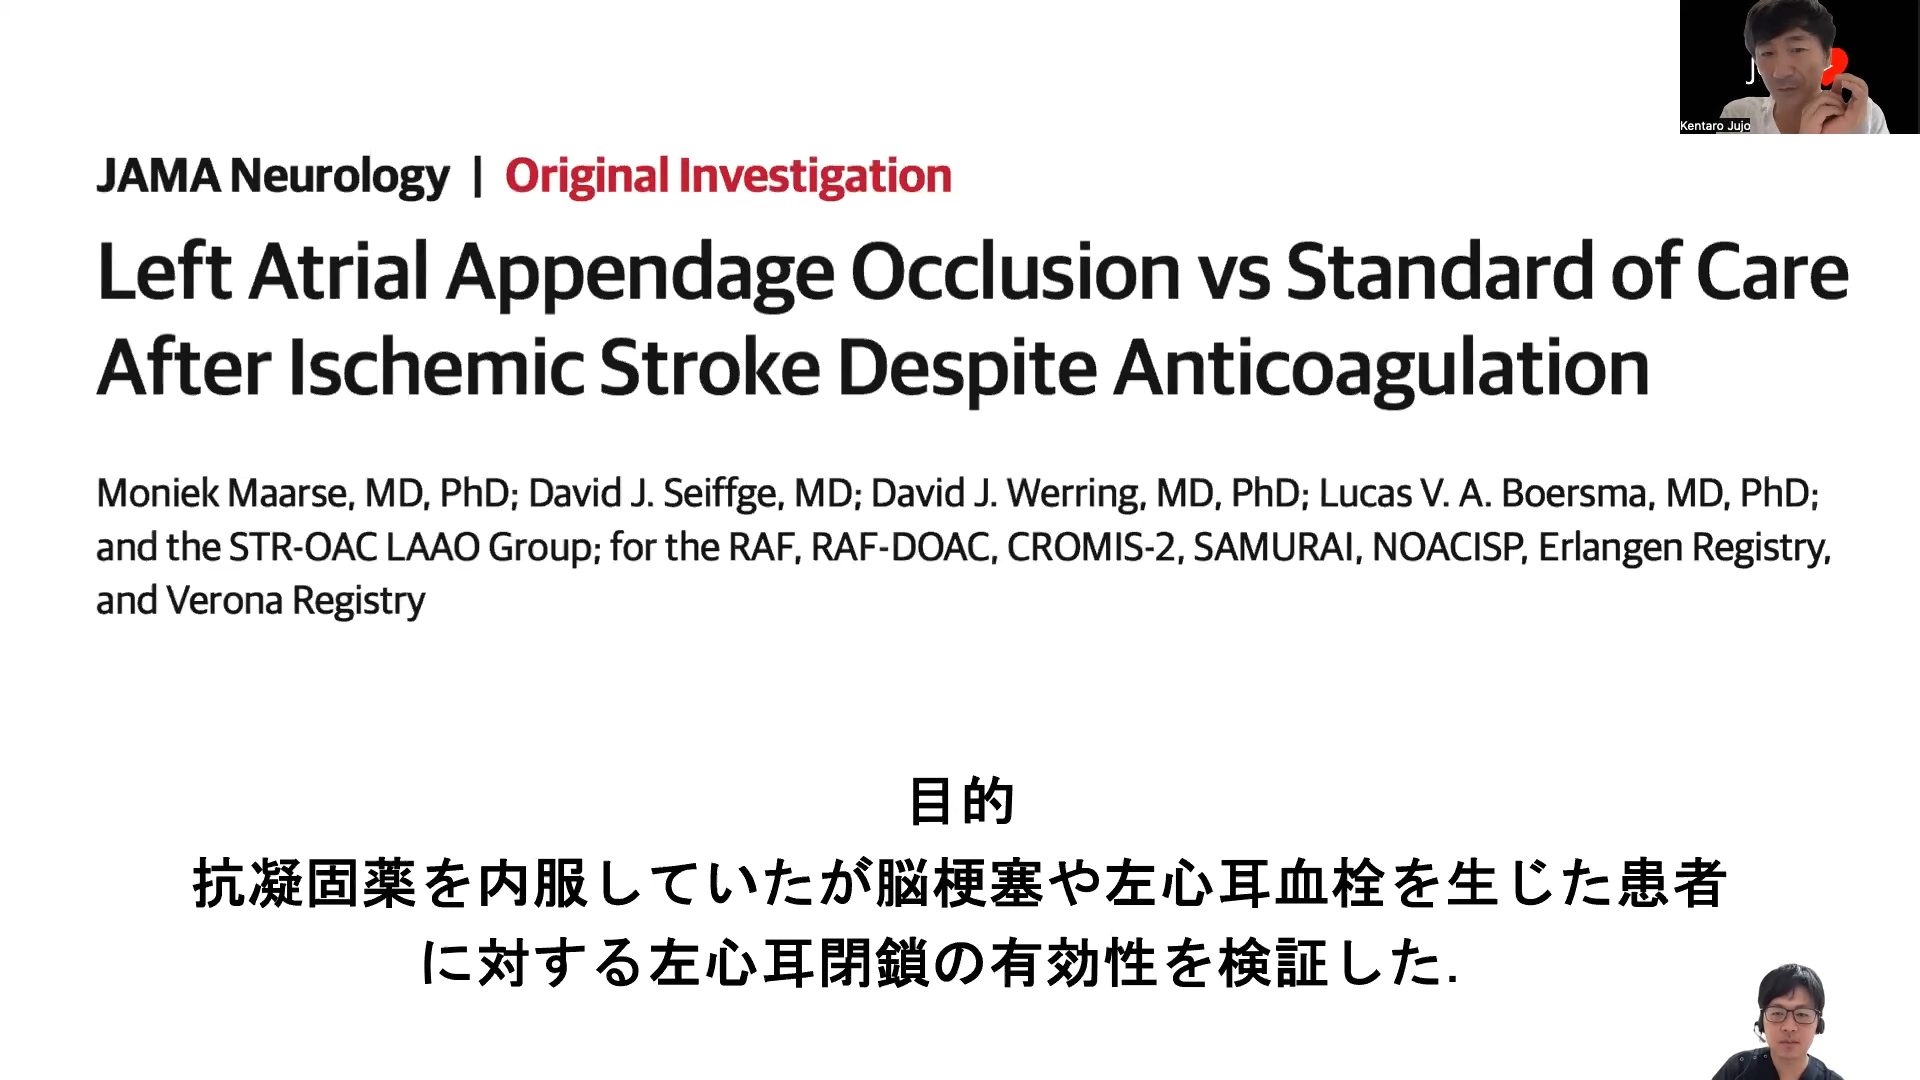 JAMA Neurology | Original Investigation
Left Atrial Appendage Occlusion vs Standard of Care
After Ischemic Stroke Despite Anticoagulation
Moniek Maarse, MD, PhD; David J. Seiffge, MD; David J. Werring, MD, PhD; Lucas V. A. Boersma, MD, PhD;
and the STR-OAC LAAO Group; for the RAF, RAF-DOAC, CROMIS-2, SAMURAI, NOACISP, Erlangen Registry,
and Verona Registry
Kentaro Jujo
目的
抗凝固薬を内服していたが脳梗塞や左心耳血栓を生じた患者
に対する左心耳閉鎖の有効性を検証した.